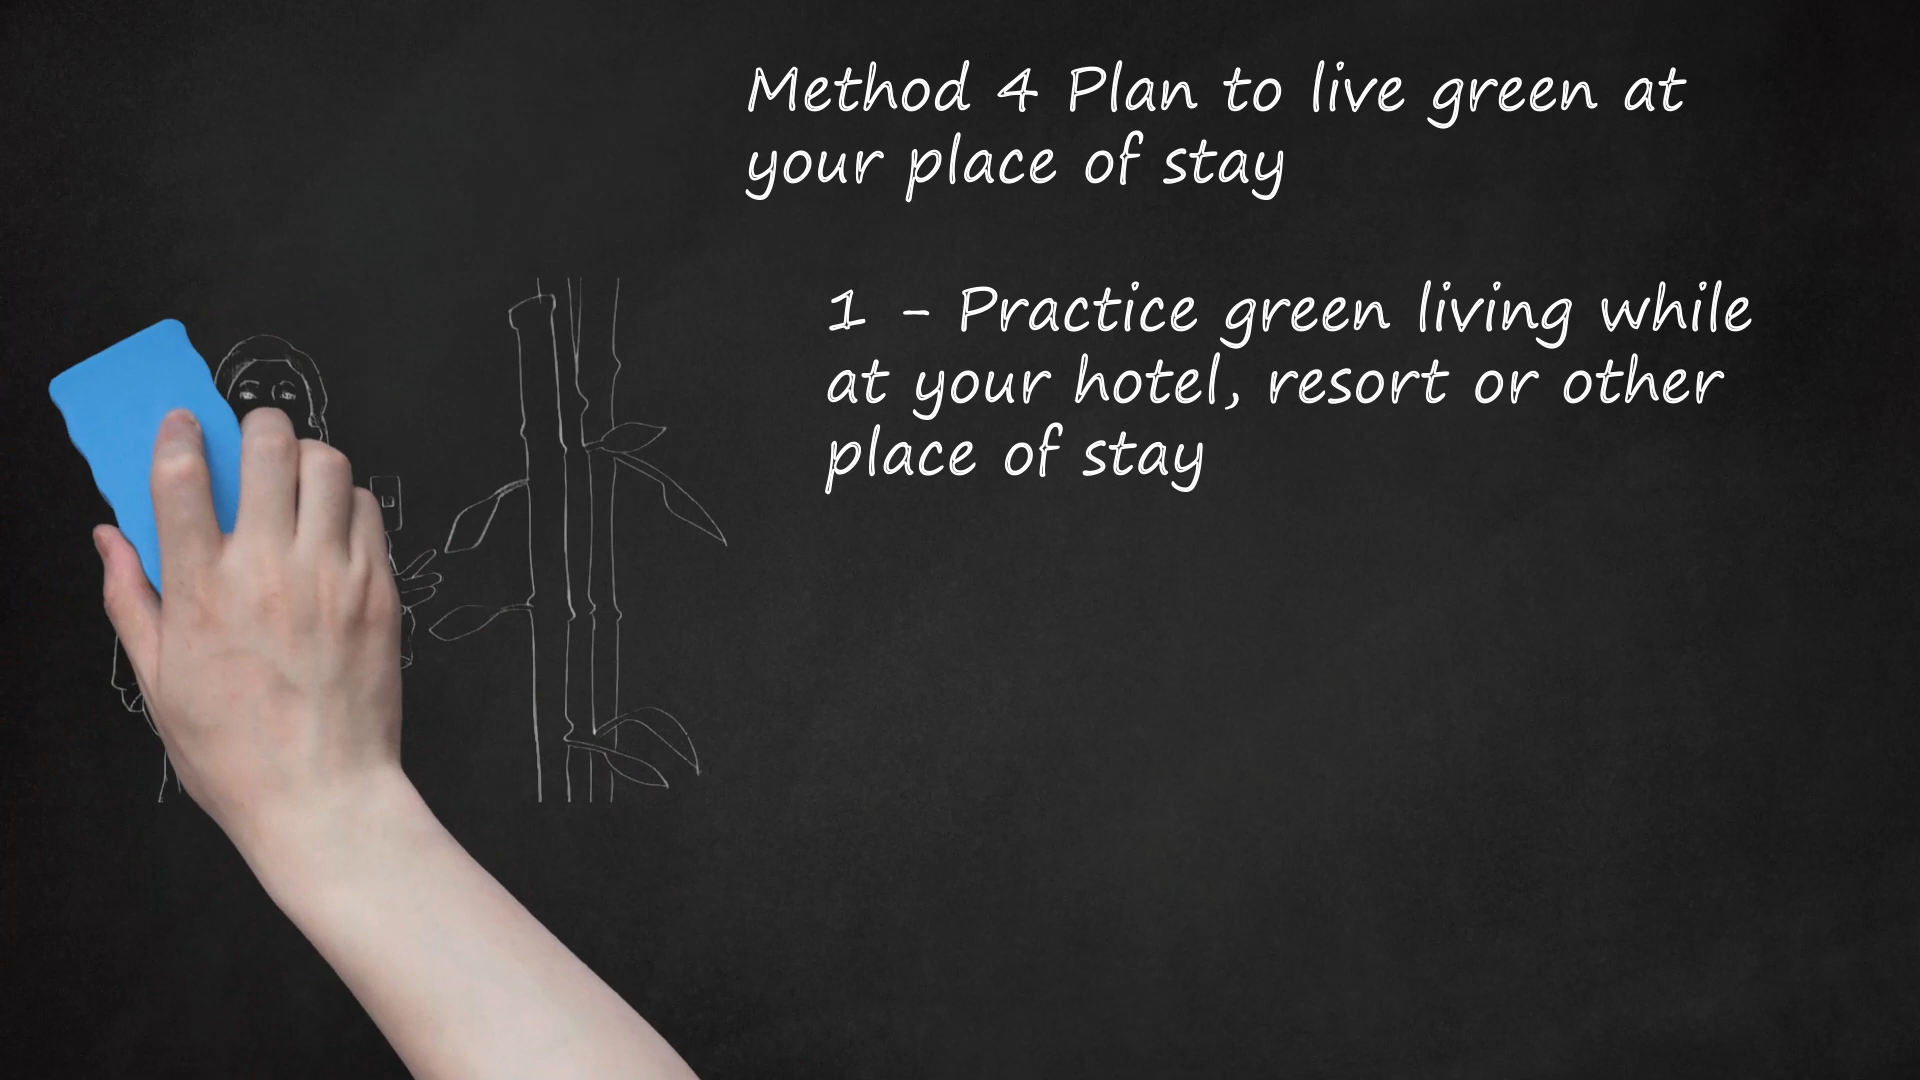 Method 4 Plan to live green at
your place of stay
1 - Practice green living while
at your hotel, resort or other
place of stay